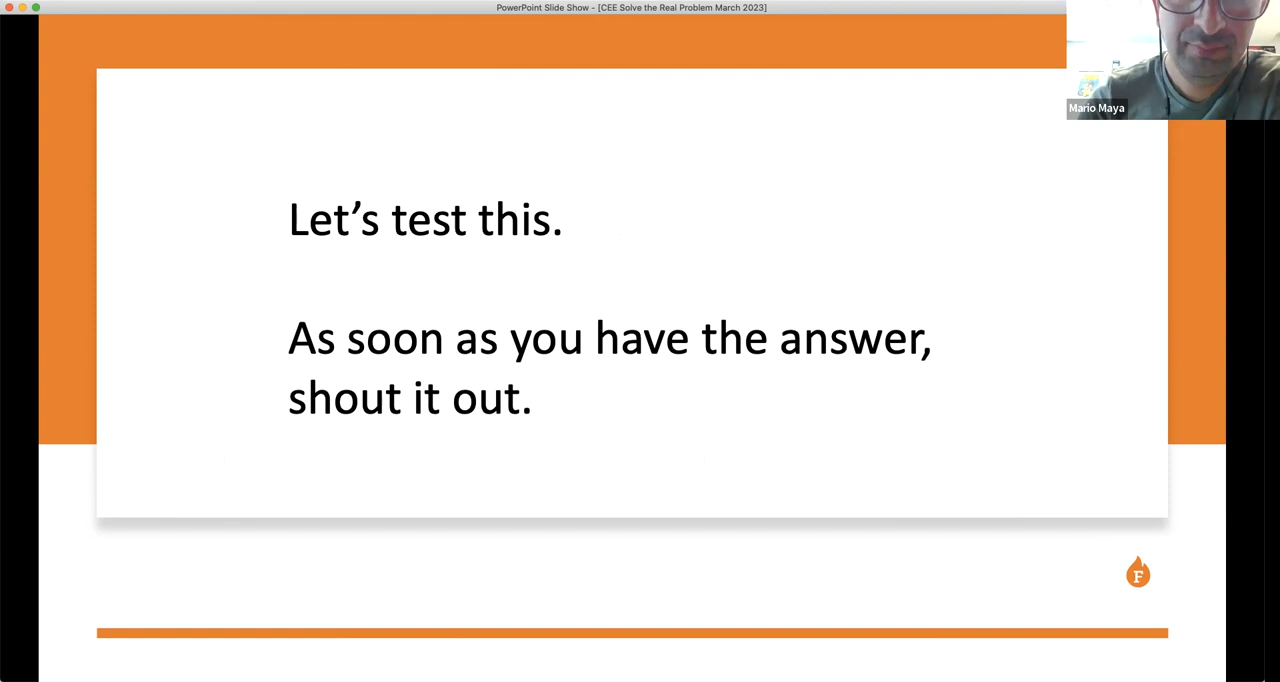 PowerPoint Slide Show - [CEE Solve the Real Problem March 2023]
Mario Maya
Let’s test this.
As soon as you have the answer,
shout it out.
F